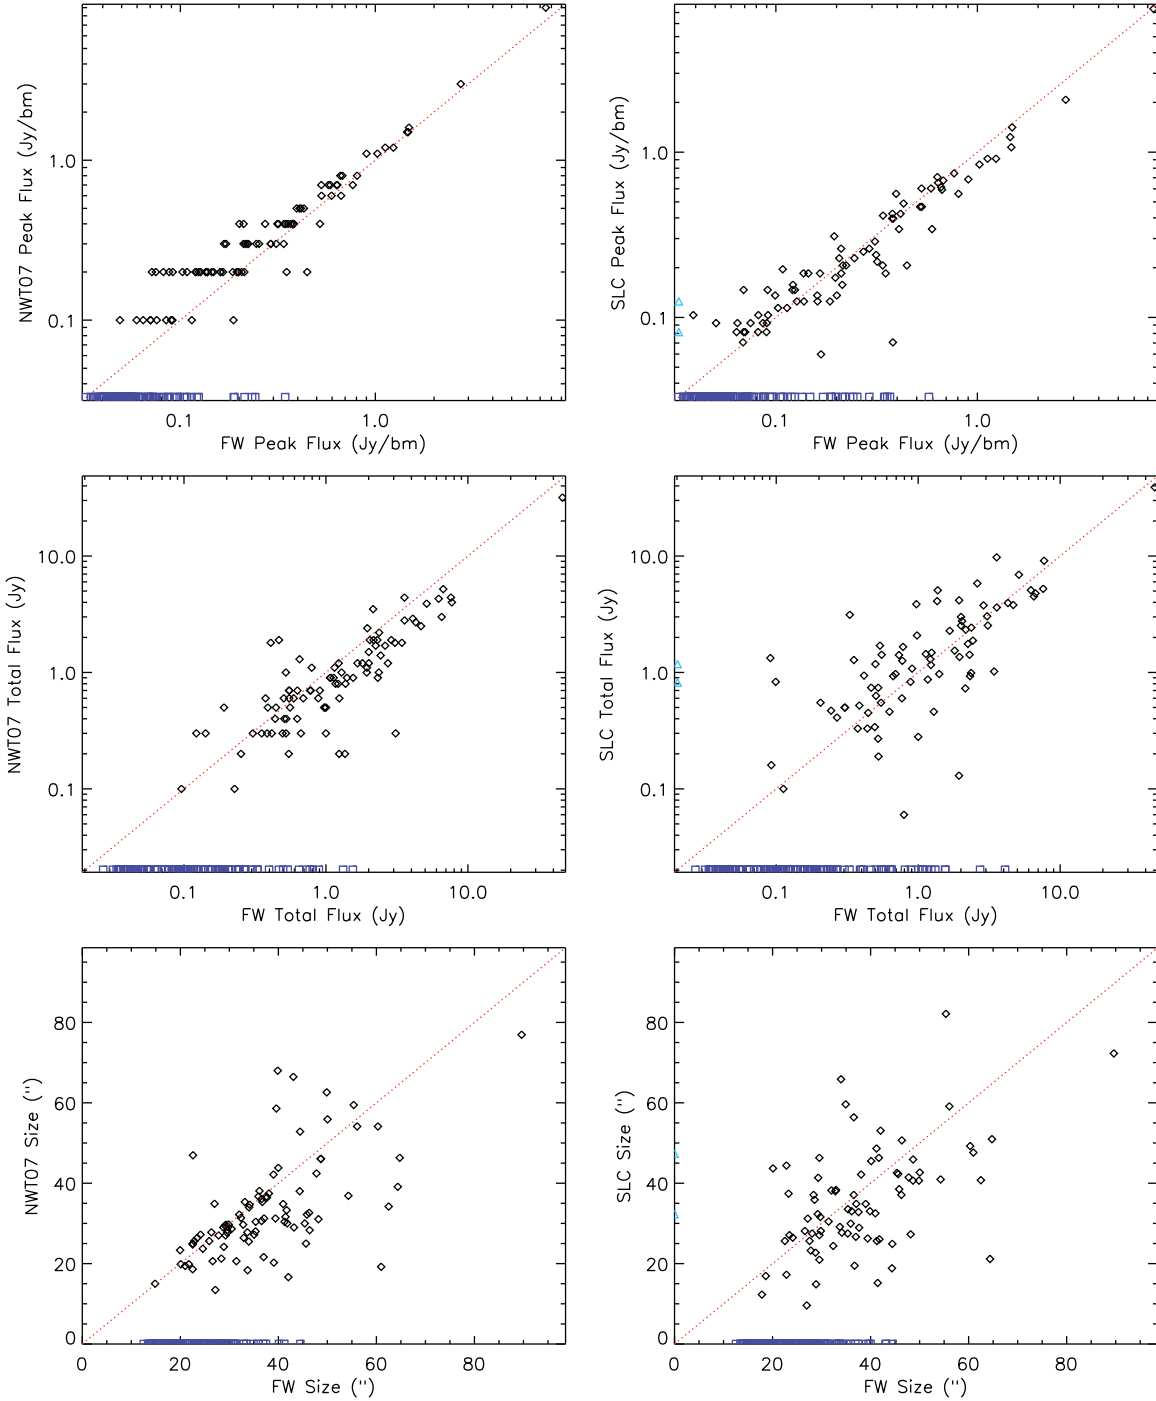 NWT07 Peak Flux (Jy/bm)
1.0
0.1
0.1 1.0
FW Peak Flux (Jy/bm)
SLC Peak Flux (Jy/bm)
1.0
0.1
0.1 1.0
FW Peak Flux (Jy/bm)
NWT07 Total Flux (Jy)
10.0
1.0
0.1
0.1 1.0 10.0
FW Total Flux (Jy)
SLC Total Flux (Jy)
10.0
1.0
0.1
0.1 1.0 10.0
FW Total Flux (Jy)
NWT07 Size ('')
80
60
40
20
0
0 20 40 60 80
FW Size ('')
SLC Size ('')
80
60
40
20
0
0 20 40 60 80
FW Size ('')